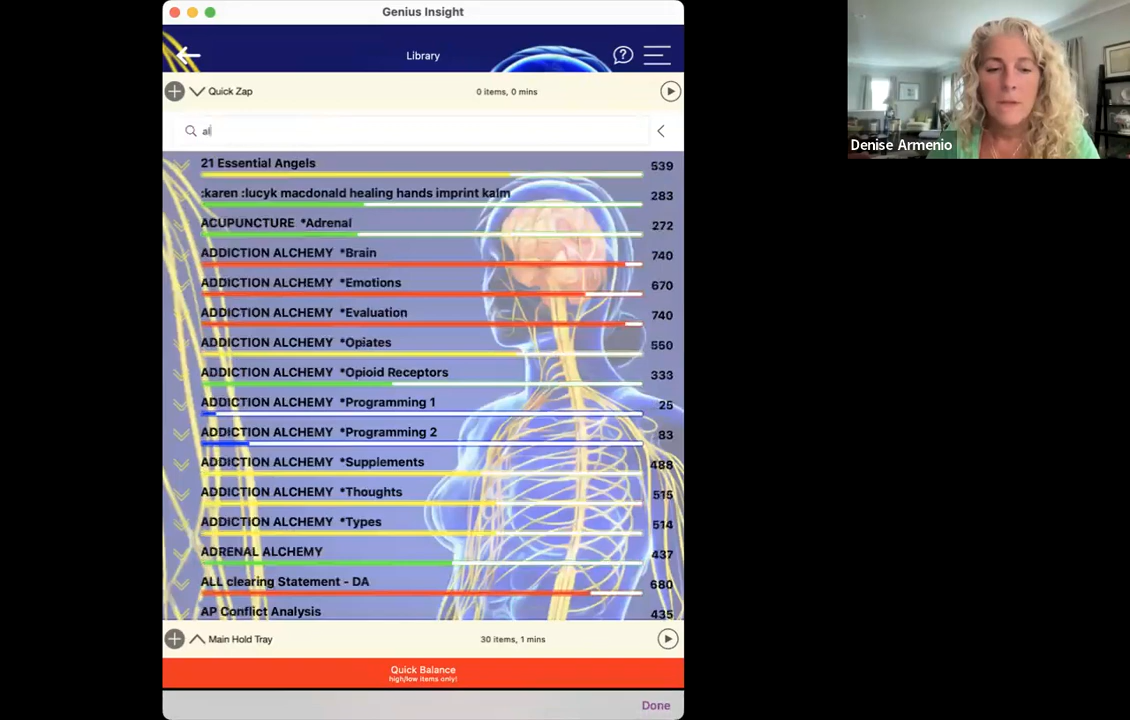 Genius Insight
Library
?
Quick Zap 0 items, 0 mins
al
21 Essential Angels 539
:karen :lucyk macdonald healing hands imprint kalm 283
ACUPUNCTURE *Adrenal 272
ADDICTION ALCHEMY *Brain 740
ADDICTION ALCHEMY *Emotions 670
ADDICTION ALCHEMY *Evaluation 740
ADDICTION ALCHEMY *Opiates 550
ADDICTION ALCHEMY *Opioid Receptors 333
ADDICTION ALCHEMY *Programming 1 25
ADDICTION ALCHEMY *Programming 2 83
ADDICTION ALCHEMY *Supplements 488
ADDICTION ALCHEMY *Thoughts 515
ADDICTION ALCHEMY *Types 514
ADRENAL ALCHEMY 437
ALL clearing Statement - DA 680
AP Conflict Analysis 435
Main Hold Tray 30 items, 1 mins
Quick Balance
high/low items only!
Done
Denise Armenio